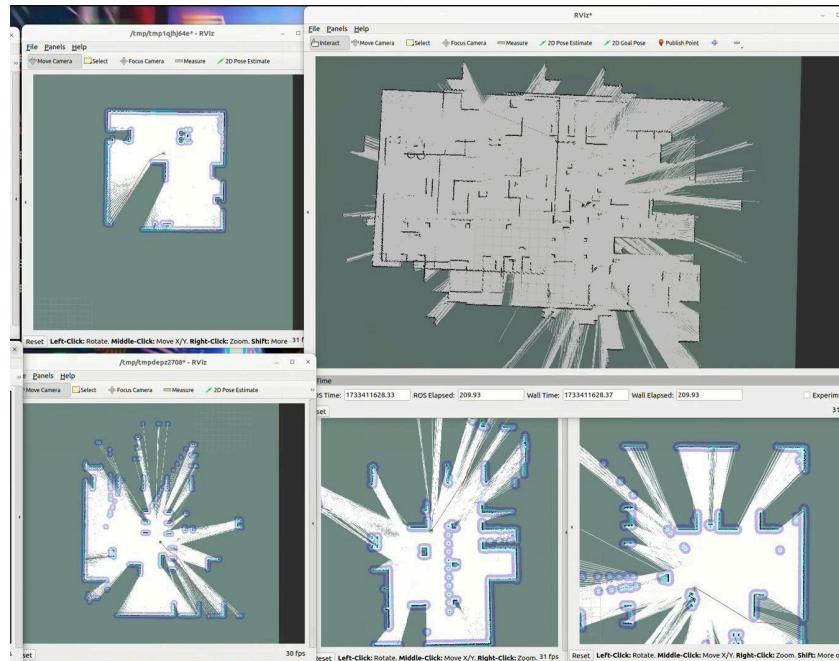 /tmp/tmp1qjhj64e* - RViz
File Panels Help
Move Camera Select Focus Camera Measure 2D Pose Estimate
Reset Left-Click: Rotate. Middle-Click: Move X/Y. Right-Click: Zoom. Shift: More 31 f
RViz*
File Panels Help
Interact Move Camera Select Focus Camera Measure 2D Pose Estimate 2D Goal Pose Publish Point
/tmp/tmpdepz2708* - RViz
Panels Help
Move Camera Select Focus Camera Measure 2D Pose Estimate
30 fps
Time
OS Time: 1733411628.33 ROS Elapsed: 209.93 Wall Time: 1733411628.37 Wall Elapsed: 209.93 Experim
set 31
Reset Left-Click: Rotate. Middle-Click: Move X/Y. Right-Click: Zoom. 31 fps
Reset Left-Click: Rotate. Middle-Click: Move X/Y. Right-Click: Zoom. Shift: More o